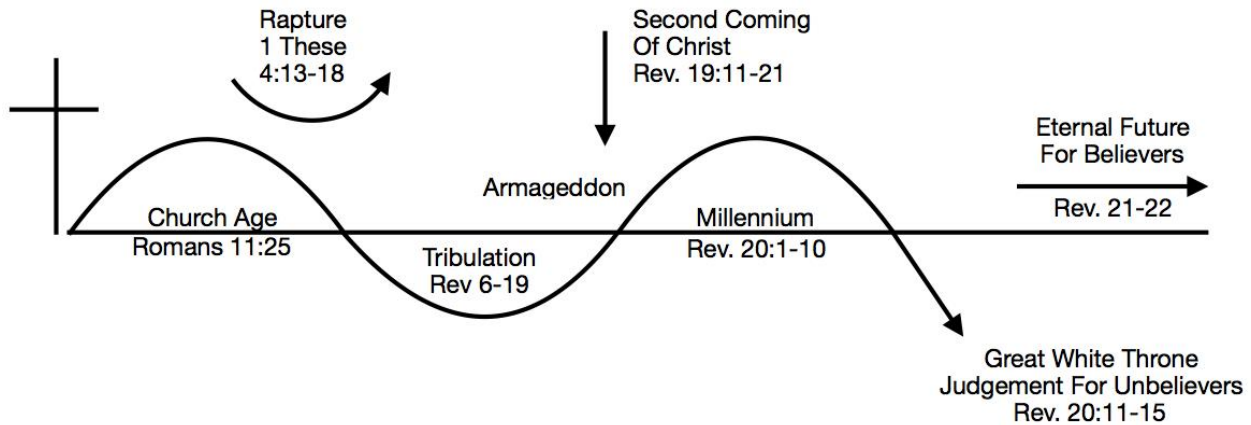 Rapture
1 These
4:13-18
Second Coming
Of Christ
Rev. 19:11-21
Eternal Future
For Believers
Rev. 21-22
Armageddon
Church Age
Romans 11:25
Tribulation
Rev 6-19
Millennium
Rev. 20:1-10
Great White Throne
Judgement For Unbelievers
Rev. 20:11-15